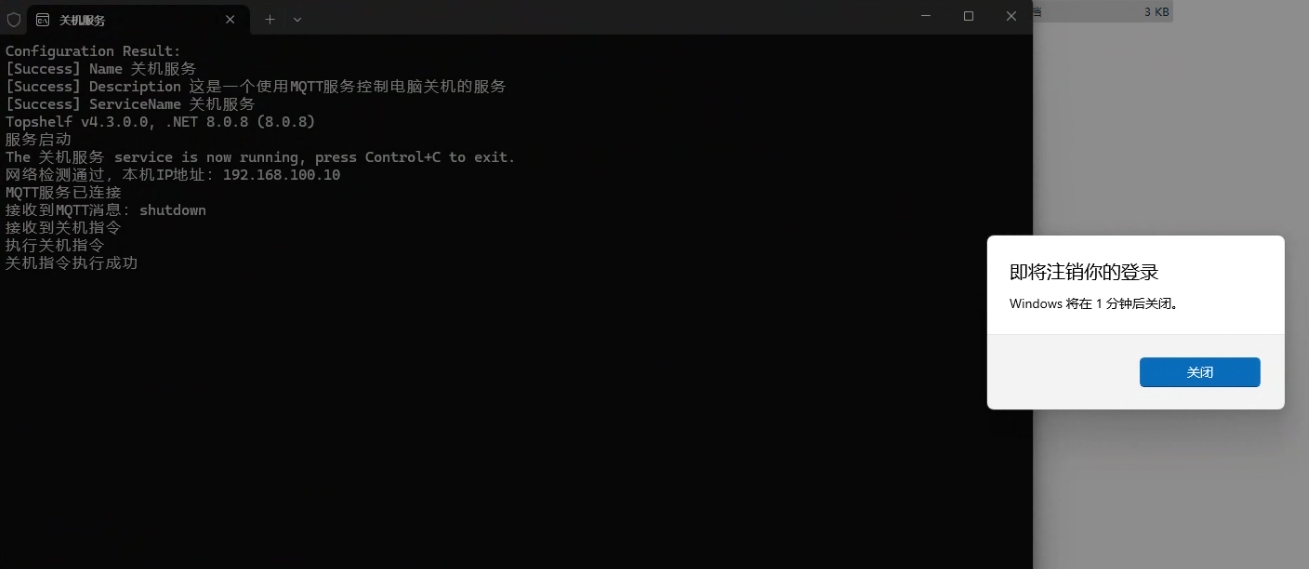 关机服务
档 3 KB
Configuration Result:
[Success] Name 关机服务
[Success] Description 这是一个使用MQTT服务控制电脑关机的服务
[Success] ServiceName 关机服务
Topshelf v4.3.0.0, .NET 8.0.8 (8.0.8)
服务启动
The 关机服务 service is now running, press Control+C to exit.
网络检测通过，本机IP地址：192.168.100.10
MQTT服务已连接
接收到MQTT消息：shutdown
接收到关机指令
执行关机指令
关机指令执行成功
即将注销你的登录
Windows 将在 1 分钟后关闭。
关闭